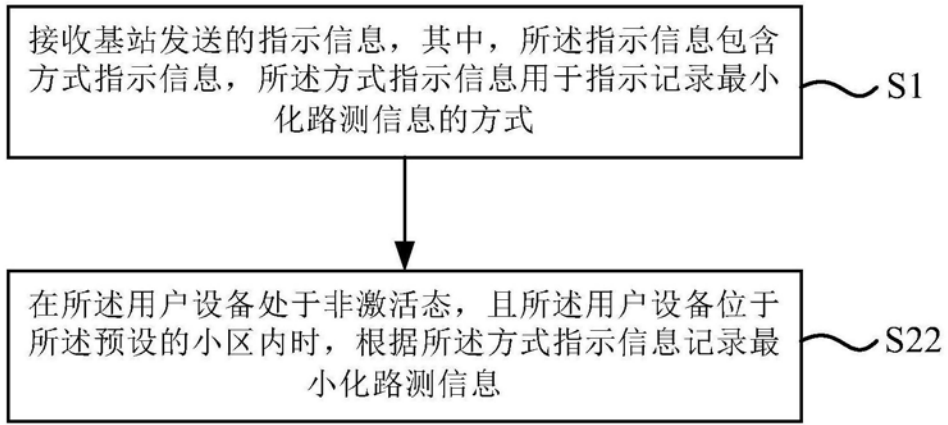 接收基站发送的指示信息，其中，所述指示信息包含
方式指示信息，所述方式指示信息用于指示记录最小
化路测信息的方式
S1
在所述用户设备处于非激活态，且所述用户设备位于
所述预设的小区内时，根据所述方式指示信息记录最
小化路测信息
S22